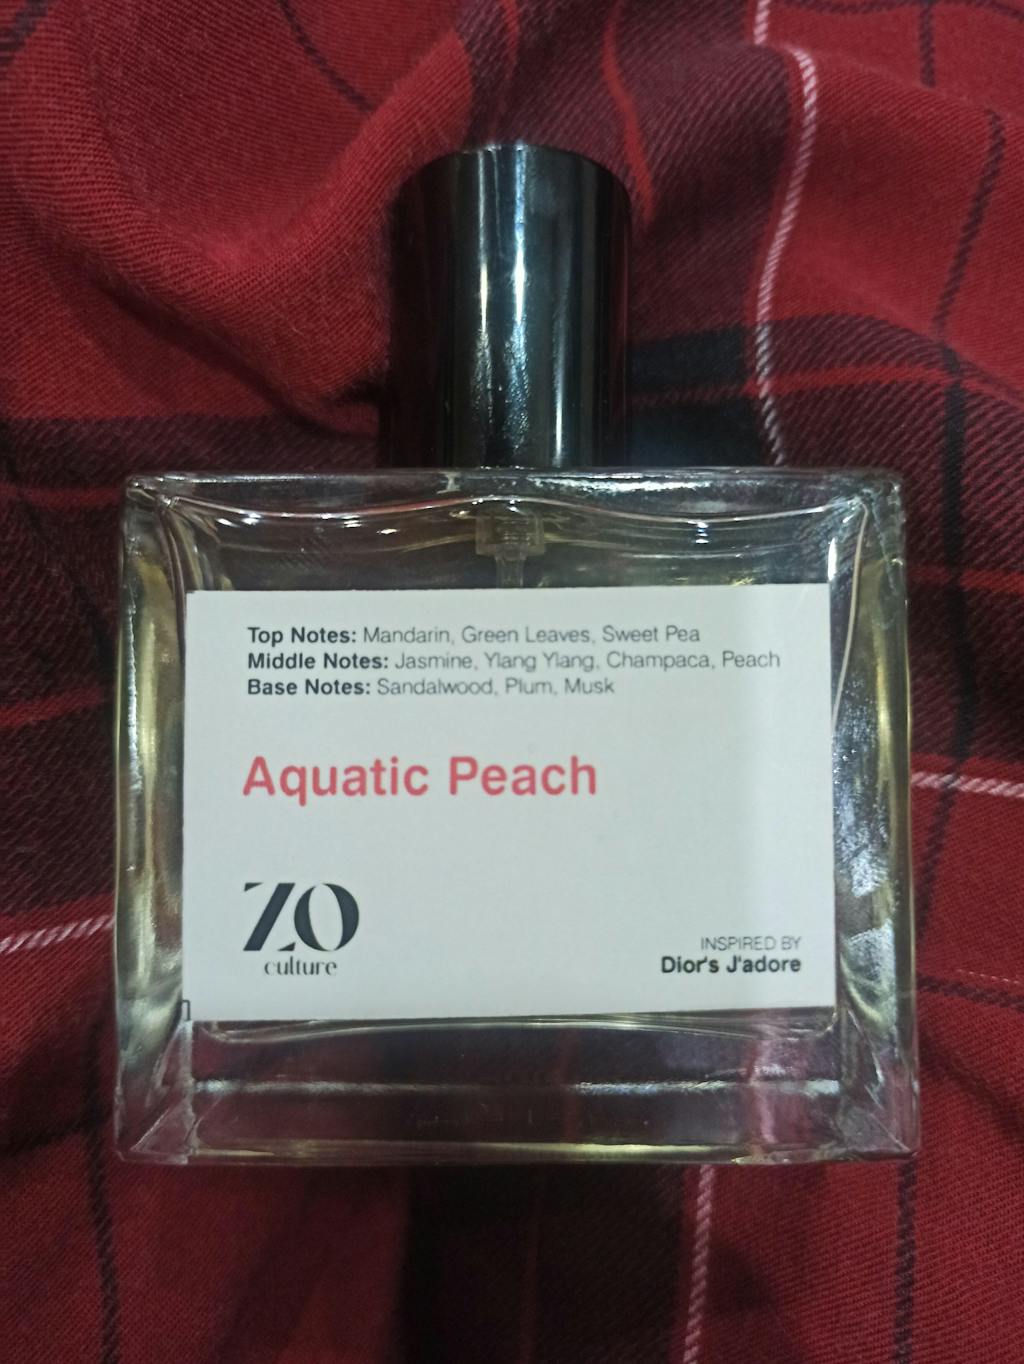 Top Notes: Mandarin, Green Leaves, Sweet Pea
Middle Notes: Jasmine, Ylang Ylang, Champaca, Peach
Base Notes: Sandalwood, Plum, Musk
Aquatic Peach
ZO
culture
INSPIRED BY
Dior's J'adore